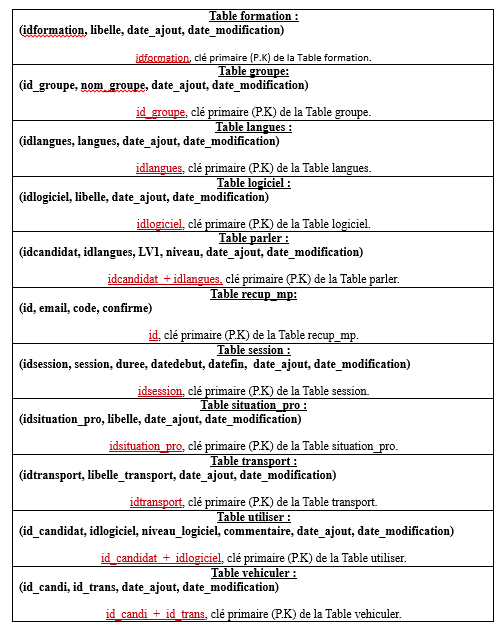 Table formation :
(idformation, libelle, date_ajout, date_modification)
idformation, clé primaire (P.K) de la Table formation.
Table groupe:
(id_groupe, nom_groupe, date_ajout, date_modification)
id_groupe, clé primaire (P.K) de la Table groupe.
Table langues :
(idlangues, langues, date_ajout, date_modification)
idlangues, clé primaire (P.K) de la Table langues.
Table logiciel :
(idlogiciel, libelle, date_ajout, date_modification)
idlogiciel, clé primaire (P.K) de la Table logiciel.
Table parler :
(idcandidat, idlangues, LV1, niveau, date_ajout, date_modification)
idcandidat + idlangues, clé primaire (P.K) de la Table parler.
Table recup_mp:
(id, email, code, confirme)
id, clé primaire (P.K) de la Table recup_mp.
Table session :
(idsession, session, duree, datedebut, datefin, date_ajout, date_modification)
idsession, clé primaire (P.K) de la Table session.
Table situation_pro :
(idsituation_pro, libelle, date_ajout, date_modification)
idsituation_pro, clé primaire (P.K) de la Table situation_pro.
Table transport :
(idtransport, libelle_transport, date_ajout, date_modification)
idtransport, clé primaire (P.K) de la Table transport.
Table utiliser :
(id_candidat, idlogiciel, niveau_logiciel, commentaire, date_ajout, date_modification)
id_candidat + idlogiciel, clé primaire (P.K) de la Table utiliser.
Table vehiculer :
(id_candi, id_trans, date_ajout, date_modification)
id_candi + id_trans, clé primaire (P.K) de la Table vehiculer.